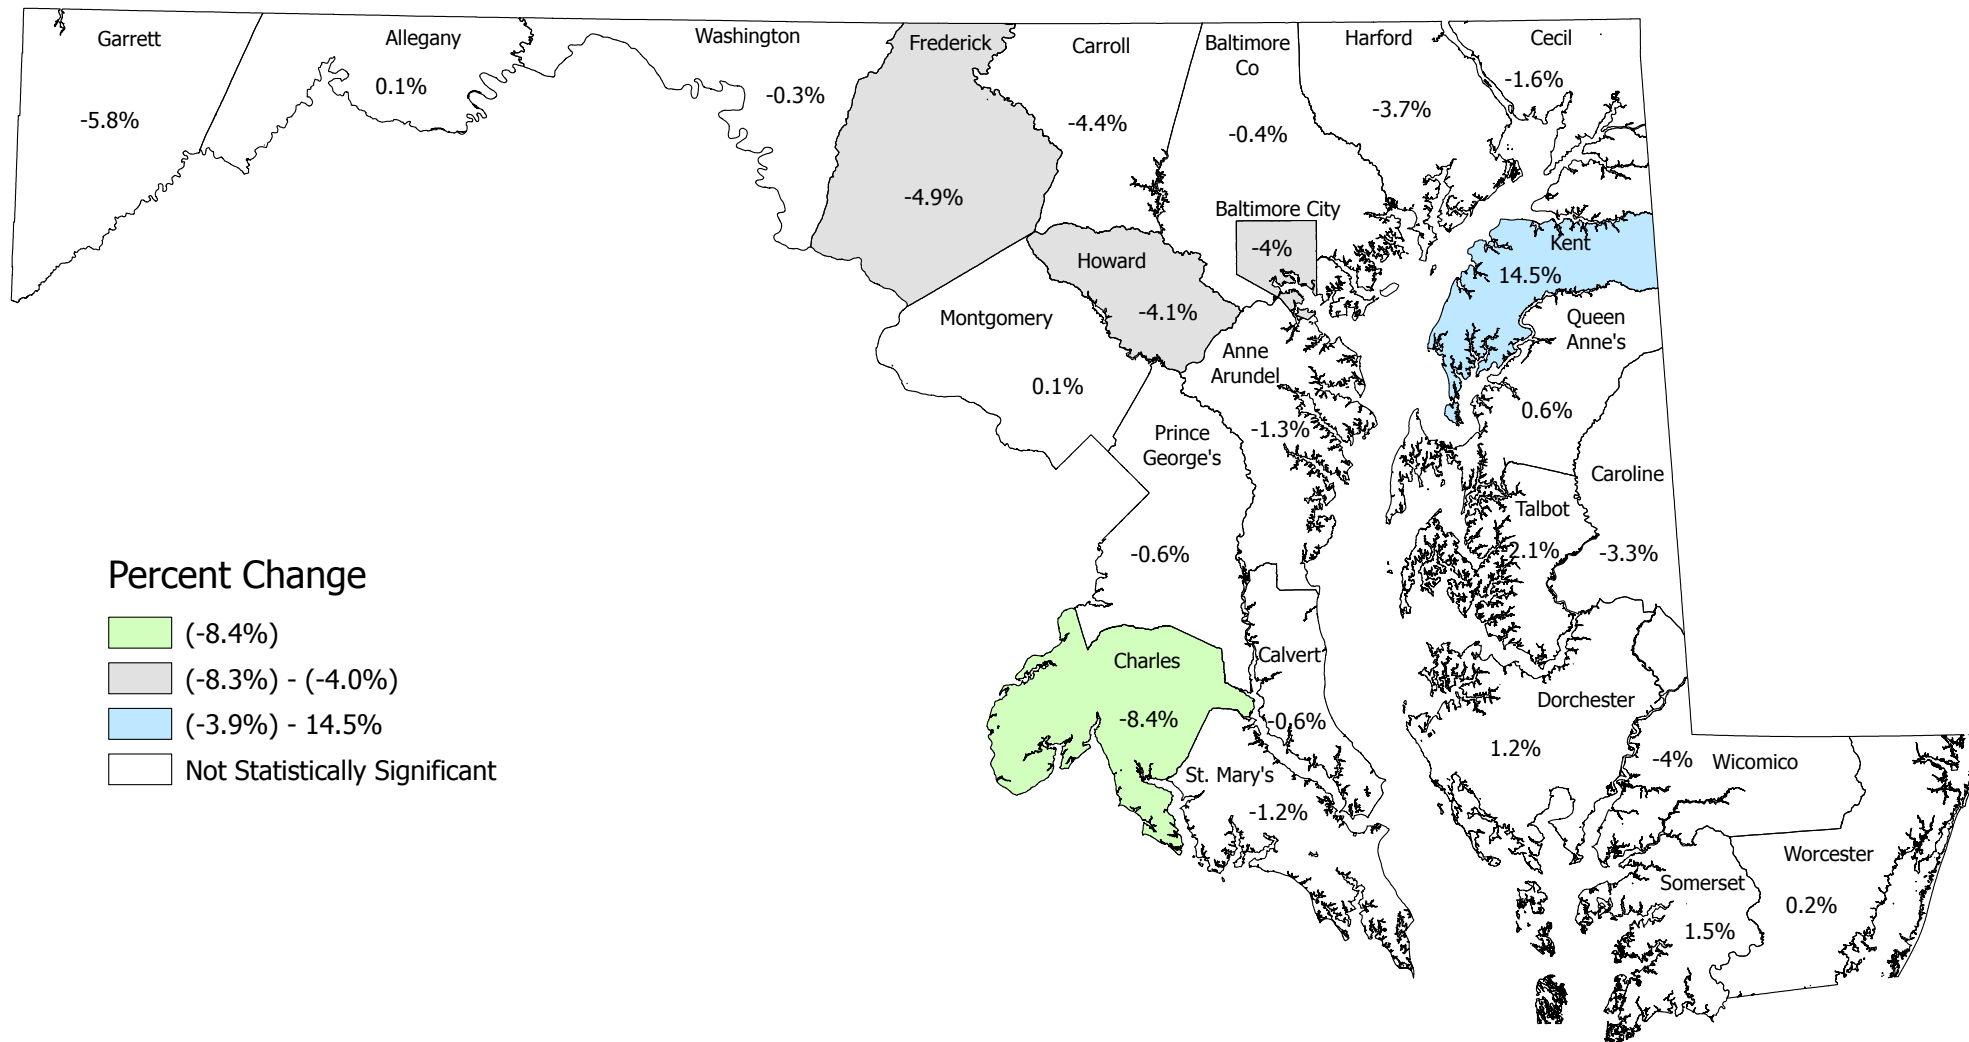 Garrett
-5.8%
Allegany
0.1%
Washington
-0.3%
Frederick
-4.9%
Carroll
-4.4%
Baltimore
Co
-0.4%
Harford
-3.7%
Cecil
-1.6%
Baltimore City
-4%
Kent
14.5%
Howard
-4.1%
Montgomery
0.1%
Anne
Arundel
-1.3%
Queen
Anne's
0.6%
Prince
George's
-0.6%
Caroline
-3.3%
Talbot
2.1%
Percent Change
(-8.4%)
(-8.3%) - (-4.0%)
(-3.9%) - 14.5%
Not Statistically Significant
Charles
-8.4%
Calvert
-0.6%
St. Mary's
-1.2%
Dorchester
1.2%
-4% Wicomico
Somerset
1.5%
Worcester
0.2%